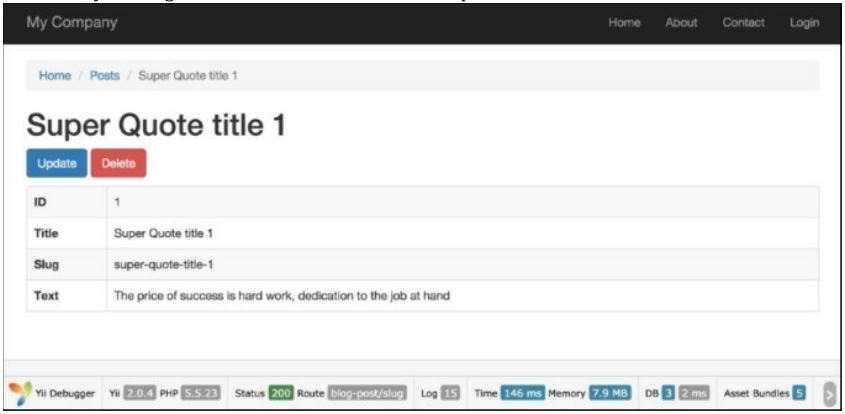 My Company Home About Contact Login
Home / Posts / Super Quote title 1
Super Quote title 1
Update Delete
ID 1
Title Super Quote title 1
Slug super-quote-title-1
Text The price of success is hard work, dedication to the job at hand
Yii Debugger Yii 2.0.4 PHP 5.5.23 Status 200 Route blog-post/slug Log 15 Time 146 ms Memory 7.9 MB DB 3 2 ms Asset Bundles 5